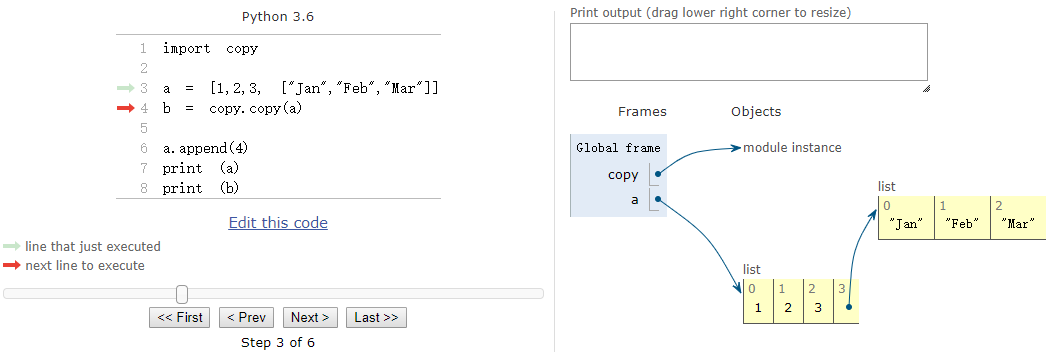 Python 3.6
1 import copy
2
3 a = [1,2,3, ["Jan","Feb","Mar"]]
4 b = copy.copy(a)
5
6 a.append(4)
7 print (a)
8 print (b)
Edit this code
line that just executed
next line to execute
<< First < Prev Next > Last >>
Step 3 of 6
Print output (drag lower right corner to resize)
Frames Objects
Global frame
copy
a
module instance
list
0 1 2
"Jan" "Feb" "Mar"
list
0 1 2 3
1 2 3